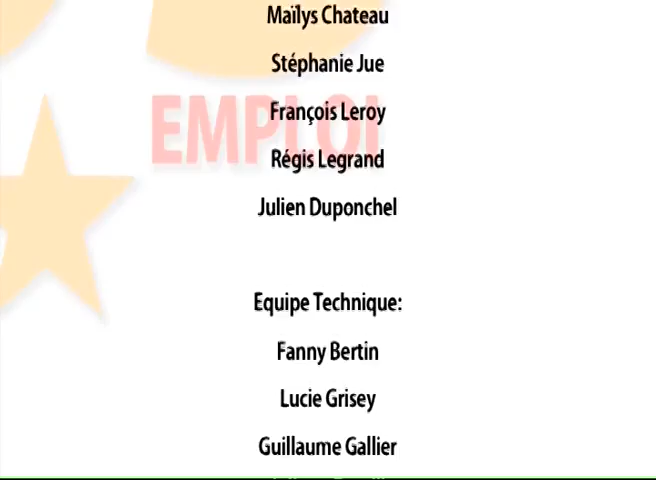 Maïlys Chateau
Stéphanie Jue
EMPLOI
François Leroy
Régis Legrand
Julien Duponchel
Equipe Technique:
Fanny Bertin
Lucie Grisey
Guillaume Gallier